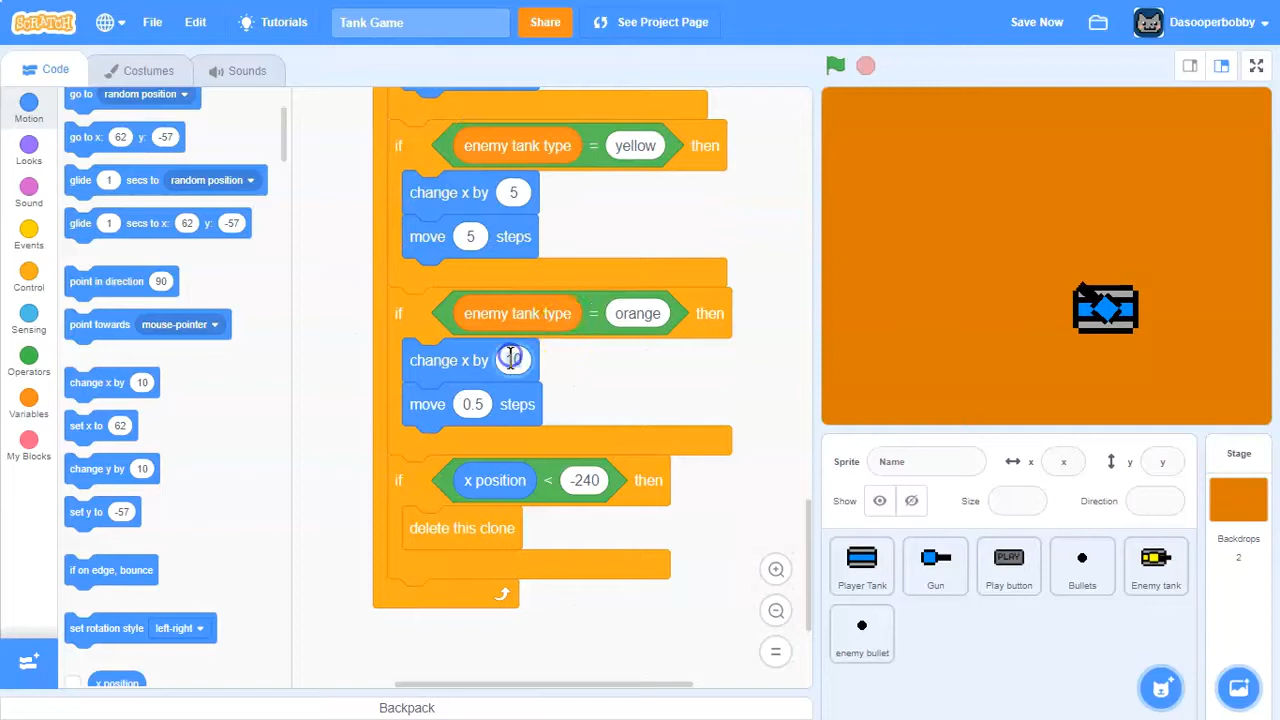 SCRATCH
File
Edit
Tutorials
Tank Game
Share
See Project Page
Save Now
Dasooperbobby
Code
Costumes
Sounds
Motion
Looks
Sound
Events
Control
Sensing
Operators
Variables
My Blocks
go to random position
go to x: 62 y: -57
glide 1 secs to random position
glide 1 secs to x: 62 y: -57
point in direction 90
point towards mouse-pointer
change x by 10
set x to 62
change y by 10
set y to -57
if on edge, bounce
set rotation style left-right
x position
if enemy tank type = yellow then
change x by 5
move 5 steps
if enemy tank type = orange then
change x by
move 0.5 steps
if x position < -240 then
delete this clone
Backpack
Sprite Name x x y y
Show Size Direction
Player Tank
Gun
PLAY
Play button
Bullets
Enemy tank
enemy bullet
Stage
Backdrops
2